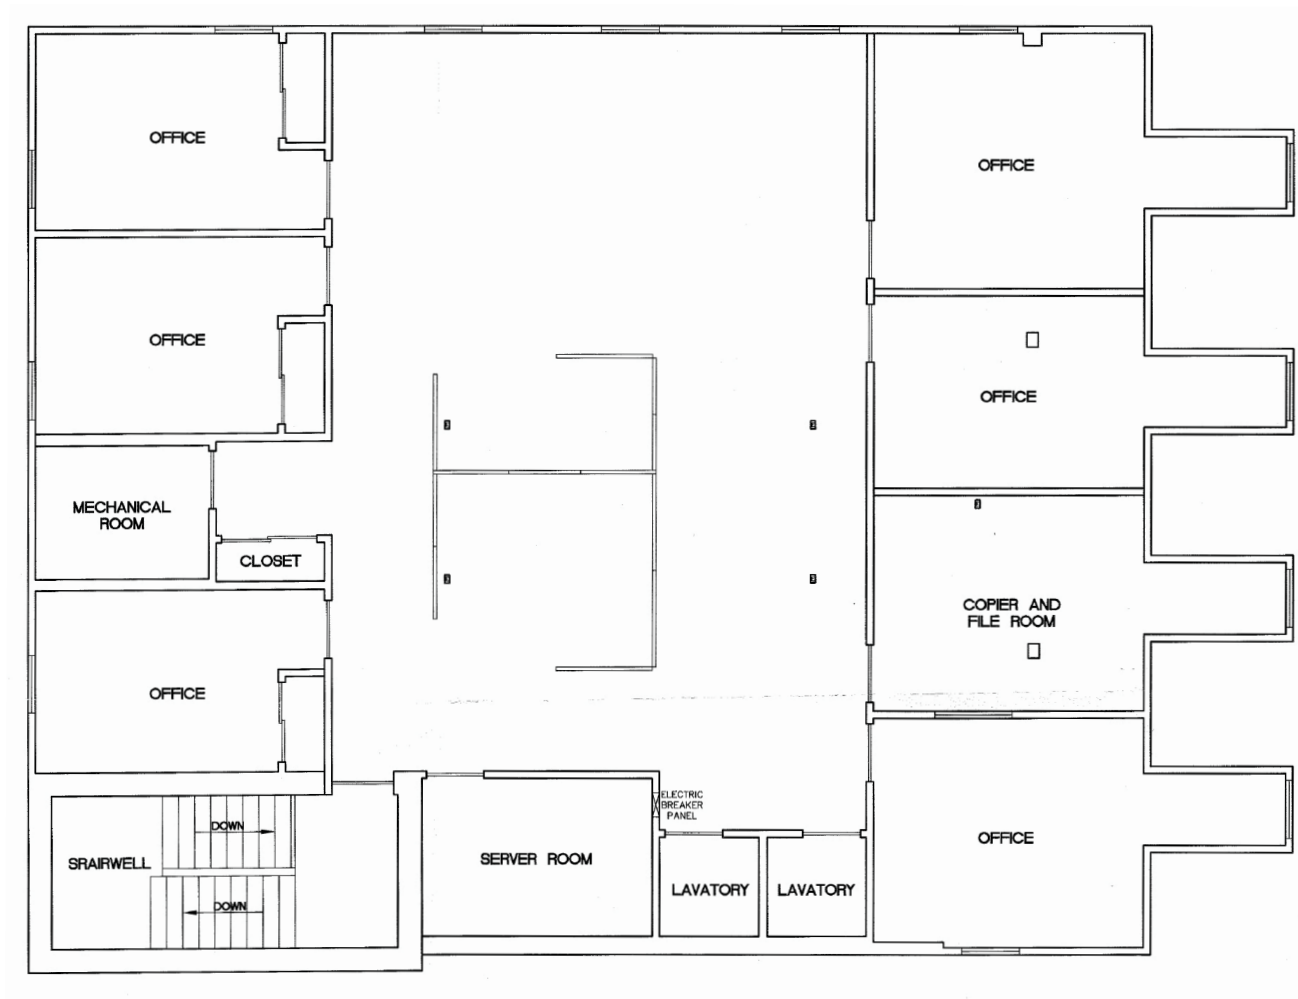 OFFICE
OFFICE
OFFICE
OFFICE
MECHANICAL
ROOM
CLOSET
COPIER AND
FILE ROOM
OFFICE
ELECTRIC
BREAKER
PANEL
DOWN
SRAIRWELL
DOWN
SERVER ROOM
LAVATORY
LAVATORY
OFFICE